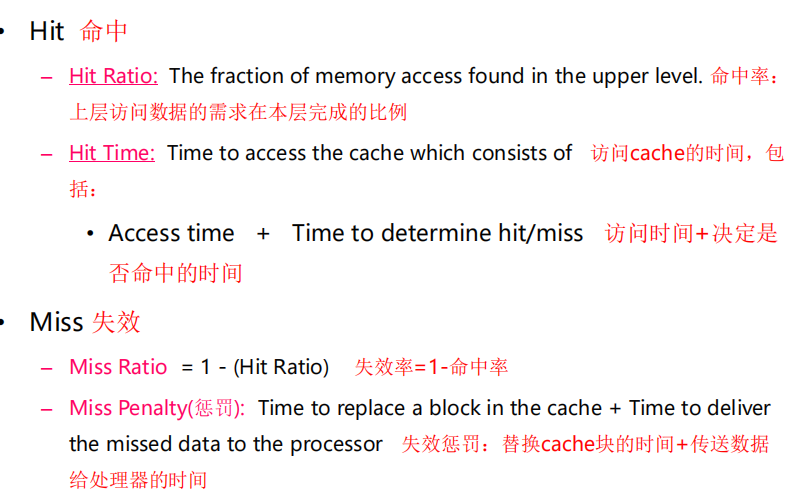 • Hit 命中
– Hit Ratio: The fraction of memory access found in the upper level. 命中率：
上层访问数据的需求在本层完成的比例
– Hit Time: Time to access the cache which consists of 访问cache的时间，包
括：
• Access time + Time to determine hit/miss 访问时间+决定是
否命中的时间
• Miss 失效
– Miss Ratio = 1 - (Hit Ratio) 失效率=1-命中率
– Miss Penalty(惩罚): Time to replace a block in the cache + Time to deliver
the missed data to the processor 失效惩罚：替换cache块的时间+传送数据
给处理器的时间